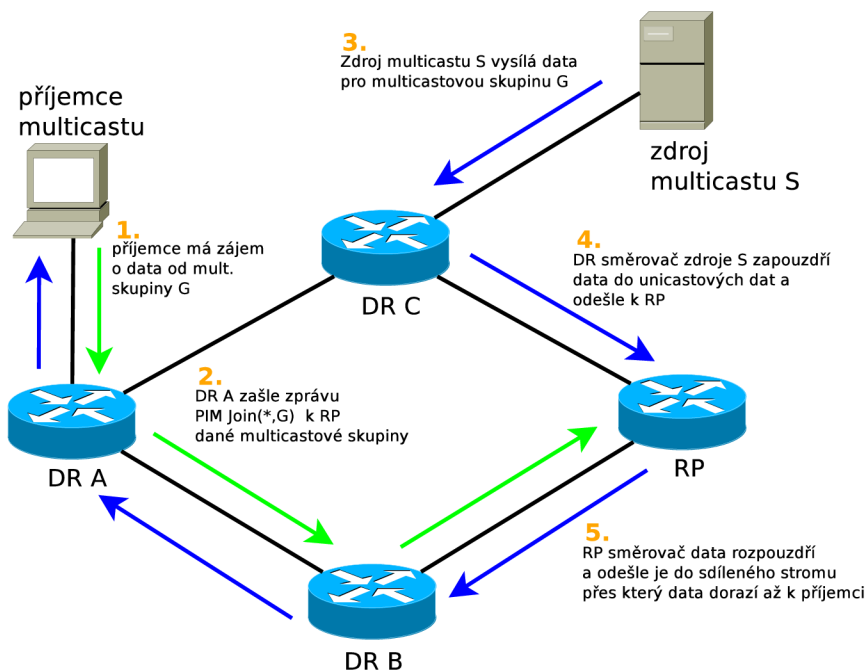 3.
Zdroj multicastu S vysílá data
pro multicastovou skupinu G
příjemce
multicastu
zdroj
multicastu S
1.
příjemce má zájem
o data od mult.
skupiny G
4.
DR směrovač zdroje S zapouzdří
data do unicastových dat a
odešle k RP
DR C
2.
DR A zašle zprávu
PIM Join(*,G)  k RP
dané multicastové skupiny
DR A
RP
5.
RP směrovač data rozpouzdří
a odešle je do sdíleného stromu
přes který data dorazí až k příjemci
DR B